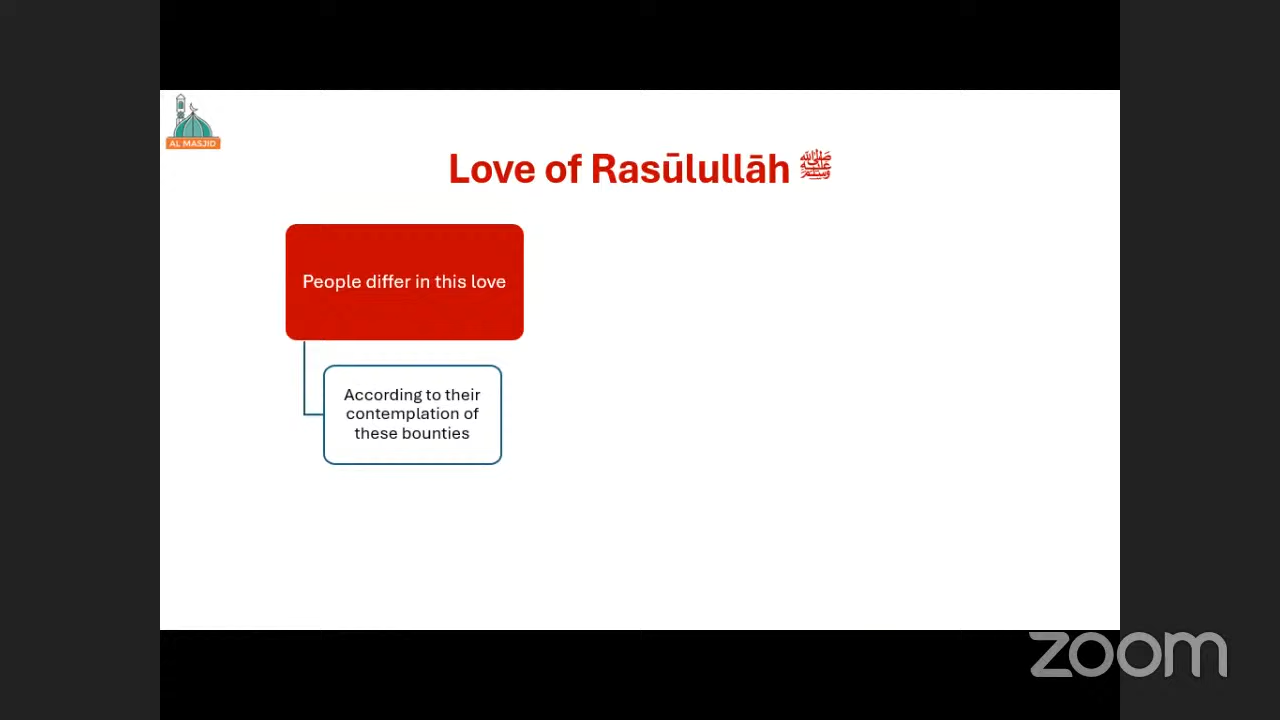 AL MASJID
Love of Rasūlullāh ﷺ
People differ in this love
According to their
contemplation of
these bounties
zoom